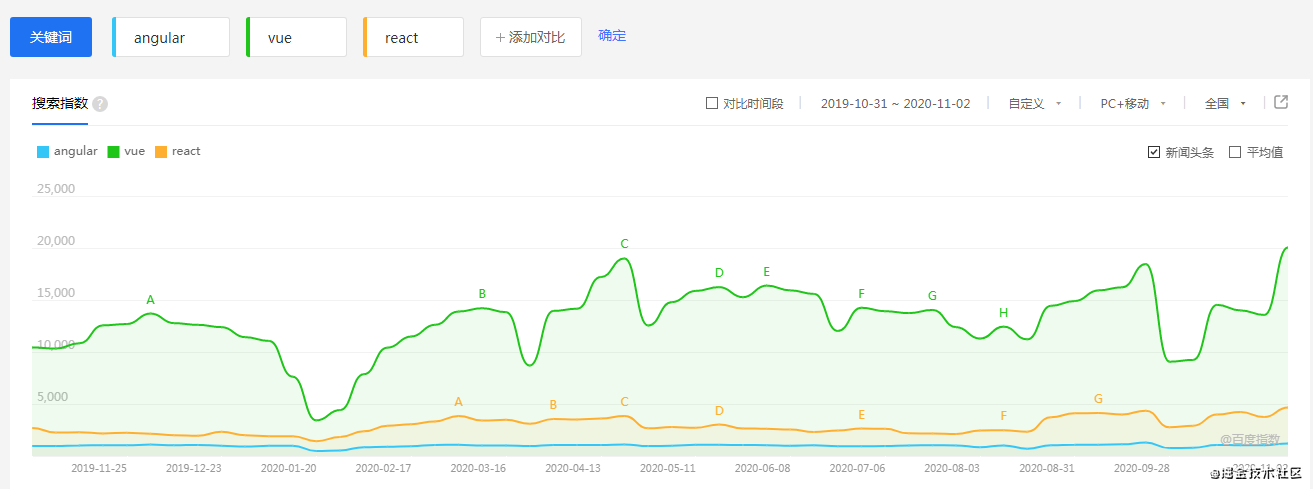 关键词 angular vue react + 添加对比 确定
搜索指数 ? 对比时间段 2019-10-31 ~ 2020-11-02 自定义 PC+移动 全国
angular vue react 新闻头条 平均值
25,000
20,000
C
D E
15,000
A B F G
H
10,000
5,000
A B C D E F G
@百度指数
2019-11-25 2019-12-23 2020-01-20 2020-02-17 2020-03-16 2020-04-13 2020-05-11 2020-06-08 2020-07-06 2020-08-03 2020-08-31 2020-09-28
@掘金技术社区